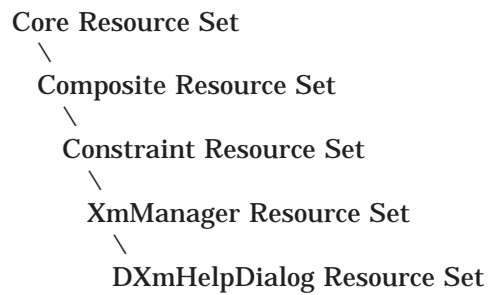 Core Resource Set
\
Composite Resource Set
\
Constraint Resource Set
\
XmManager Resource Set
\
DXmHelpDialog Resource Set